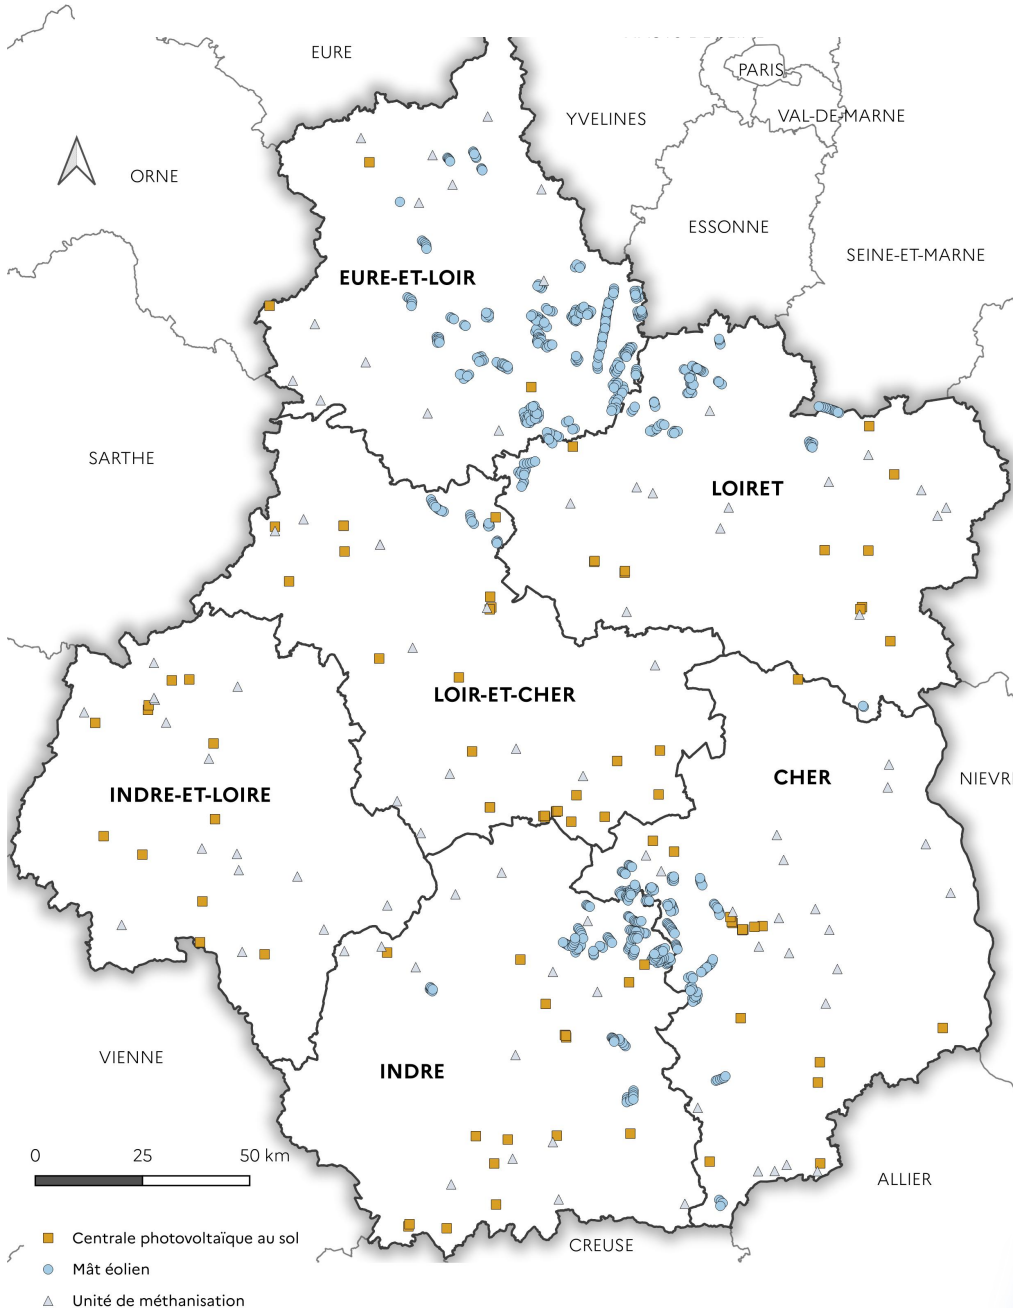 EURE
PARIS
YVELINES
VAL-DE-MARNE
ORNE
ESSONNE
SEINE-ET-MARNE
EURE-ET-LOIR
SARTHE
LOIRET
LOIR-ET-CHER
CHER
INDRE-ET-LOIRE
VIENNE
INDRE
0 25 50 km
ALLIER
CREUSE
Centrale photovoltaïque au sol
Mât éolien
Unité de méthanisation